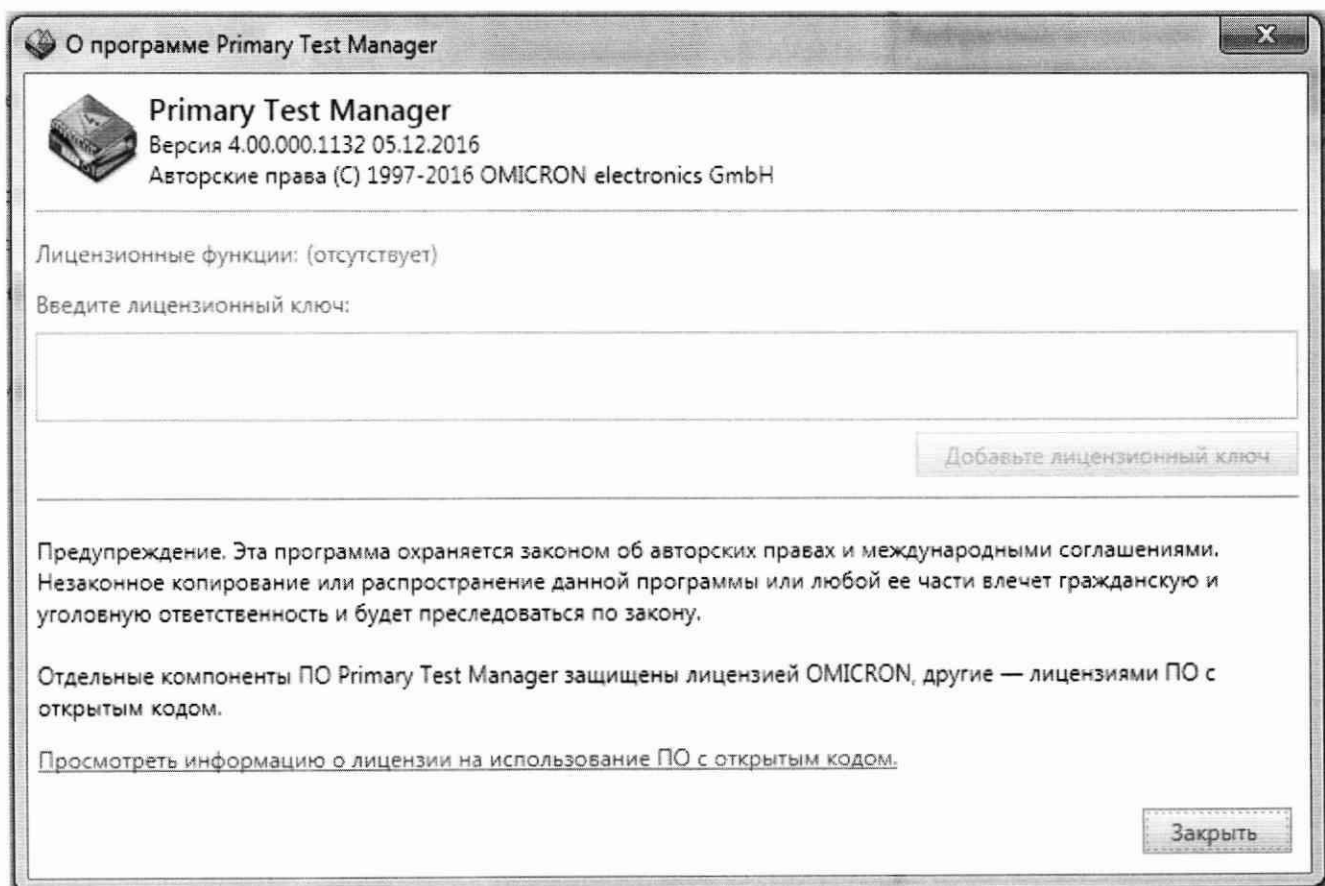 О программе Primary Test Manager
Primary Test Manager
Версия 4.00.000.1132 05.12.2016
Авторские права (C) 1997-2016 OMICRON electronics GmbH
Лицензионные функции: (отсутствует)
Введите лицензионный ключ:
Добавьте лицензионный ключ
Предупреждение. Эта программа охраняется законом об авторских правах и международными соглашениями.
Незаконное копирование или распространение данной программы или любой ее части влечет гражданскую и
уголовную ответственность и будет преследоваться по закону.
Отдельные компоненты ПО Primary Test Manager защищены лицензией OMICRON, другие — лицензиями ПО с
открытым кодом.
Просмотреть информацию о лицензии на использование ПО с открытым кодом.
Закрыть